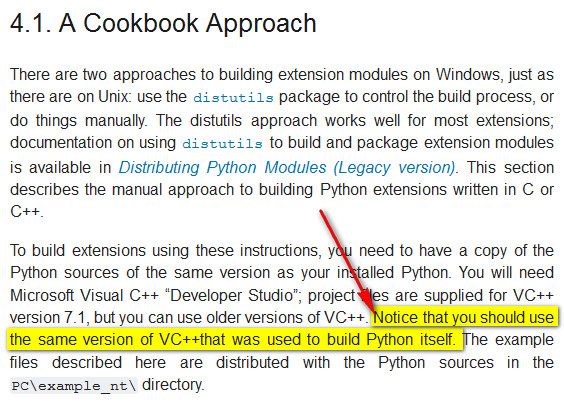 4.1. A Cookbook Approach
There are two approaches to building extension modules on Windows, just as
there are on Unix: use the distutils package to control the build process, or
do things manually. The distutils approach works well for most extensions;
documentation on using distutils to build and package extension modules
is available in Distributing Python Modules (Legacy version). This section
describes the manual approach to building Python extensions written in C or
C++.
To build extensions using these instructions, you need to have a copy of the
Python sources of the same version as your installed Python. You will need
Microsoft Visual C++ “Developer Studio”; project files are supplied for VC++
version 7.1, but you can use older versions of VC++. Notice that you should use
the same version of VC++that was used to build Python itself. The example
files described here are distributed with the Python sources in the
PC\example_nt\ directory.